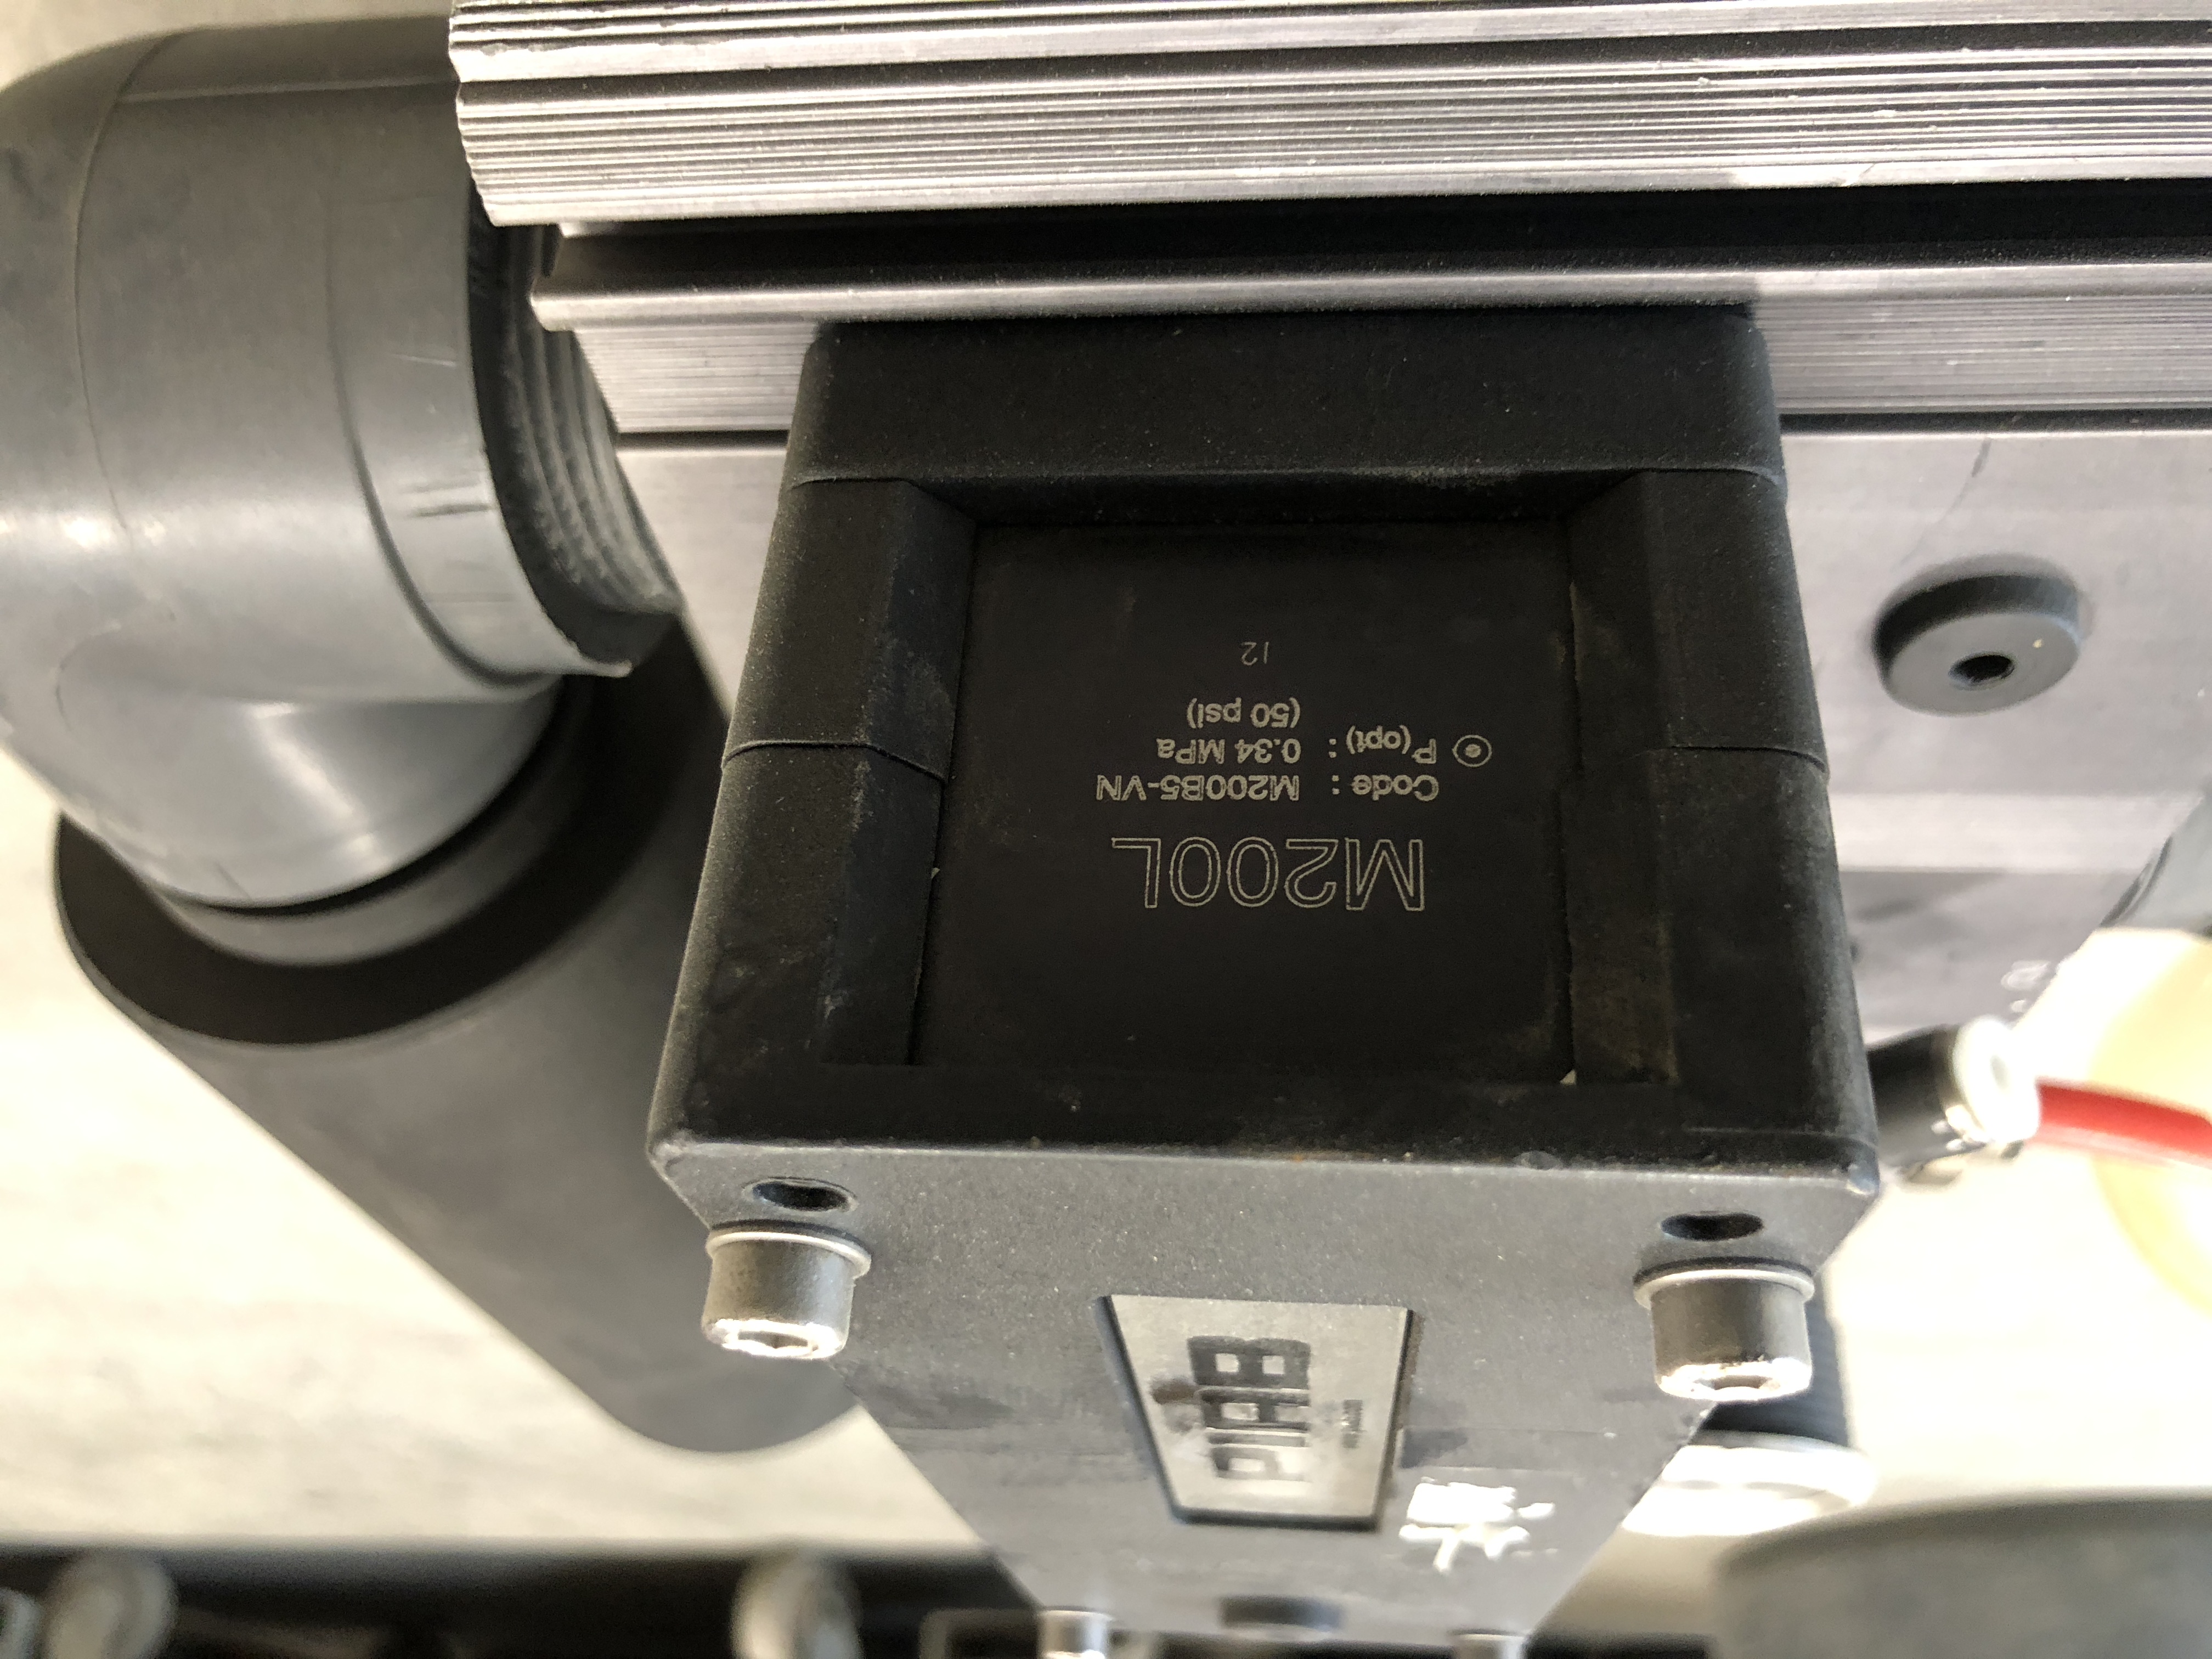 M200L
Code : M200B5-VN
P(opt) : 0.34 MPa
(50 psi)
12
PIAB